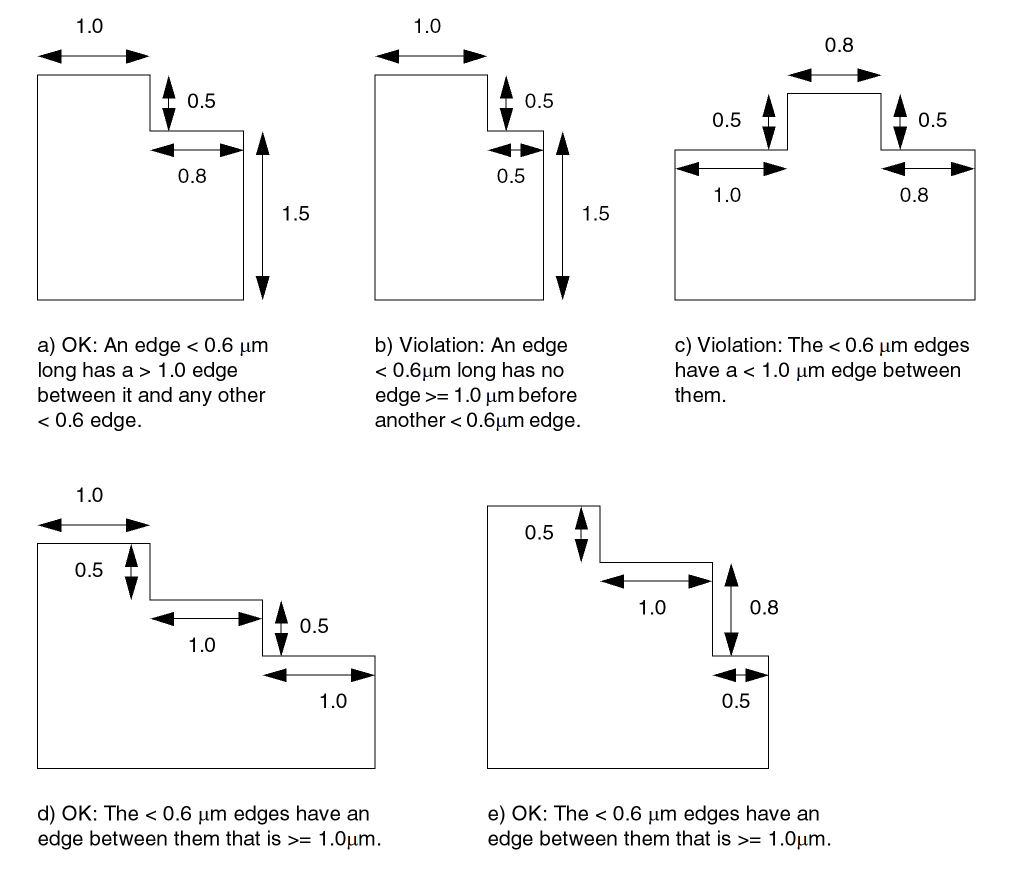 1.0
0.5
0.8
1.5
a) OK: An edge < 0.6 μm
long has a > 1.0 edge
between it and any other
< 0.6 edge.
1.0
0.5
0.5
1.5
b) Violation: An edge
< 0.6μm long has no
edge >= 1.0 μm before
another < 0.6μm edge.
0.8
0.5
0.5
1.0
0.8
c) Violation: The < 0.6 μm edges
have a < 1.0 μm edge between
them.
1.0
0.5
0.5
1.0
1.0
d) OK: The < 0.6 μm edges have an
edge between them that is >= 1.0μm.
0.5
1.0
0.8
0.5
e) OK: The < 0.6 μm edges have an
edge between them that is >= 1.0μm.